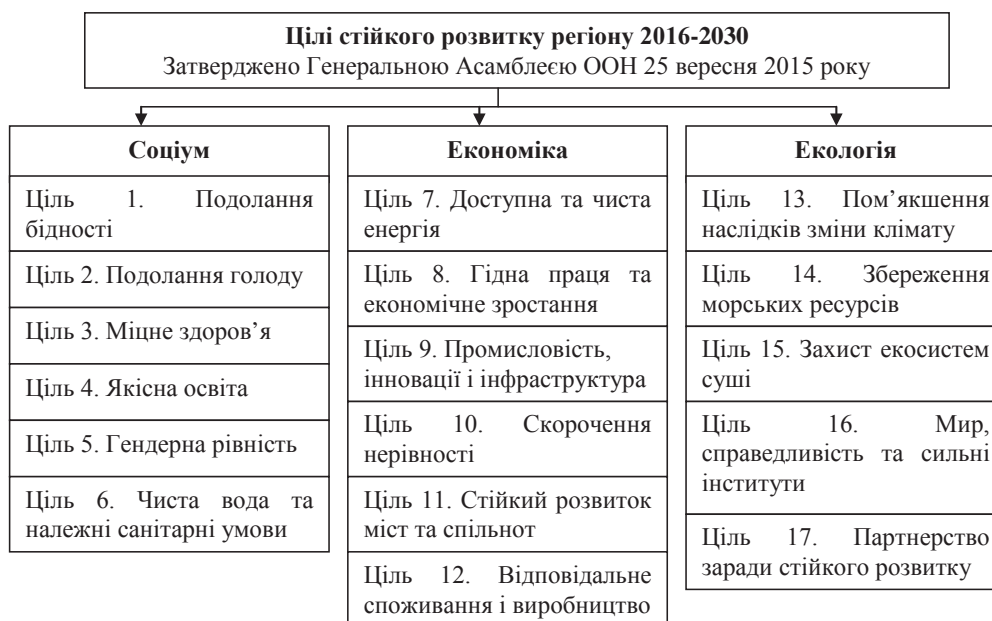 Цілі стійкого розвитку регіону 2016-2030
Затверджено Генеральною Асамблеєю ООН 25 вересня 2015 року
Соціум
Ціль 1. Подолання
бідності
Ціль 2. Подолання голоду
Ціль 3. Міцне здоров’я
Ціль 4. Якісна освіта
Ціль 5. Гендерна рівність
Ціль 6. Чиста вода та
належні санітарні умови
Економіка
Ціль 7. Доступна та чиста
енергія
Ціль 8. Гідна праця та
економічне зростання
Ціль 9. Промисловість,
інновації і інфраструктура
Ціль 10. Скорочення
нерівності
Ціль 11. Стійкий розвиток
міст та спільнот
Ціль 12. Відповідальне
споживання і виробництво
Екологія
Ціль 13. Пом’якшення
наслідків зміни клімату
Ціль 14. Збереження
морських ресурсів
Ціль 15. Захист екосистем
суші
Ціль 16. Мир,
справедливість та сильні
інститути
Ціль 17. Партнерство
заради стійкого розвитку